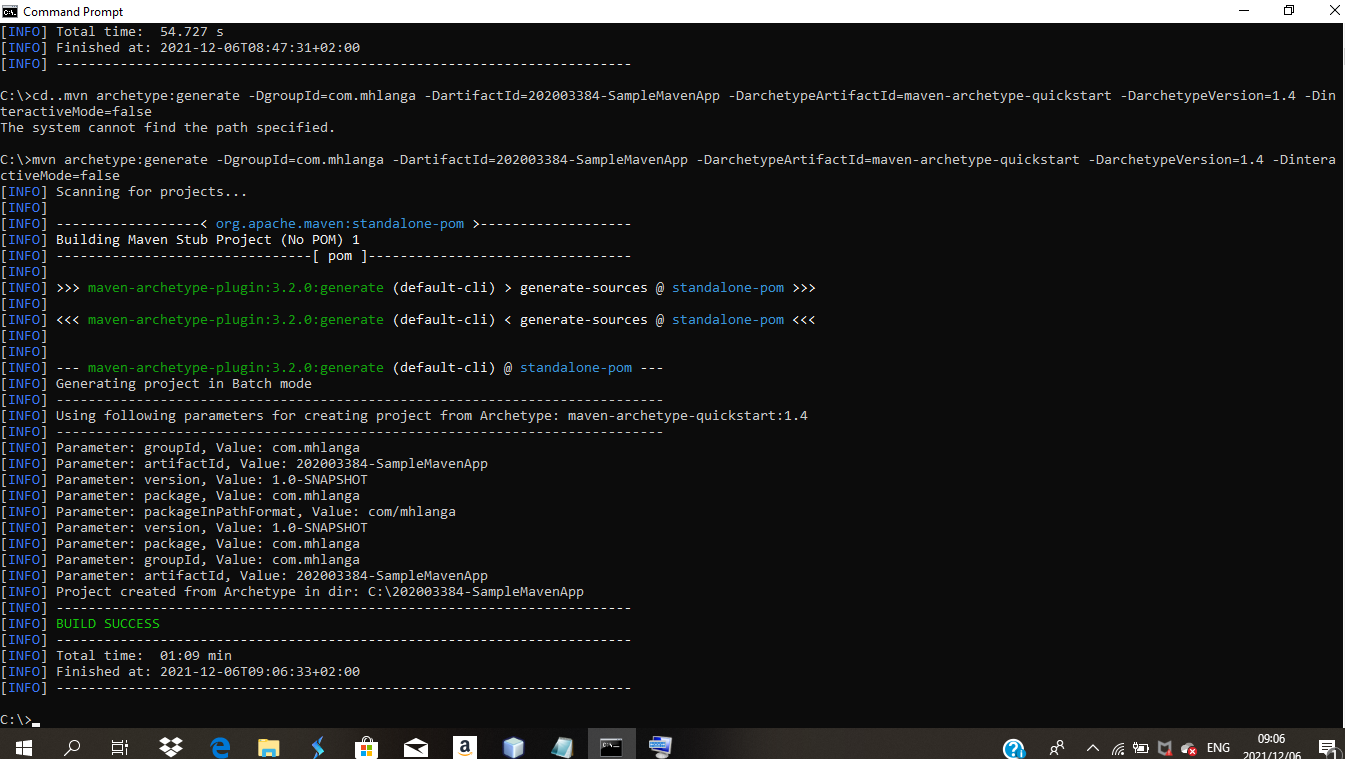 Command Prompt
[INFO] Total time:  54.727 s
[INFO] Finished at: 2021-12-06T08:47:31+02:00
[INFO] ------------------------------------------------------------------------
C:\>cd..mvn archetype:generate -DgroupId=com.mhlanga -DartifactId=202003384-SampleMavenApp -DarchetypeArtifactId=maven-archetype-quickstart -DarchetypeVersion=1.4 -Din
teractiveMode=false
The system cannot find the path specified.
C:\>mvn archetype:generate -DgroupId=com.mhlanga -DartifactId=202003384-SampleMavenApp -DarchetypeArtifactId=maven-archetype-quickstart -DarchetypeVersion=1.4 -Dintera
ctiveMode=false
[INFO] Scanning for projects...
[INFO]
[INFO] ------------------< org.apache.maven:standalone-pom >-------------------
[INFO] Building Maven Stub Project (No POM) 1
[INFO] --------------------------------[ pom ]---------------------------------
[INFO]
[INFO] >>> maven-archetype-plugin:3.2.0:generate (default-cli) > generate-sources @ standalone-pom >>>
[INFO]
[INFO] <<< maven-archetype-plugin:3.2.0:generate (default-cli) < generate-sources @ standalone-pom <<<
[INFO]
[INFO]
[INFO] --- maven-archetype-plugin:3.2.0:generate (default-cli) @ standalone-pom ---
[INFO] Generating project in Batch mode
[INFO] ----------------------------------------------------------------------------
[INFO] Using following parameters for creating project from Archetype: maven-archetype-quickstart:1.4
[INFO] ----------------------------------------------------------------------------
[INFO] Parameter: groupId, Value: com.mhlanga
[INFO] Parameter: artifactId, Value: 202003384-SampleMavenApp
[INFO] Parameter: version, Value: 1.0-SNAPSHOT
[INFO] Parameter: package, Value: com.mhlanga
[INFO] Parameter: packageInPathFormat, Value: com/mhlanga
[INFO] Parameter: version, Value: 1.0-SNAPSHOT
[INFO] Parameter: package, Value: com.mhlanga
[INFO] Parameter: groupId, Value: com.mhlanga
[INFO] Parameter: artifactId, Value: 202003384-SampleMavenApp
[INFO] Project created from Archetype in dir: C:\202003384-SampleMavenApp
[INFO] ------------------------------------------------------------------------
[INFO] BUILD SUCCESS
[INFO] ------------------------------------------------------------------------
[INFO] Total time:  01:09 min
[INFO] Finished at: 2021-12-06T09:06:33+02:00
[INFO] ------------------------------------------------------------------------
C:\>
a
ENG
09:06
2021/12/06
1